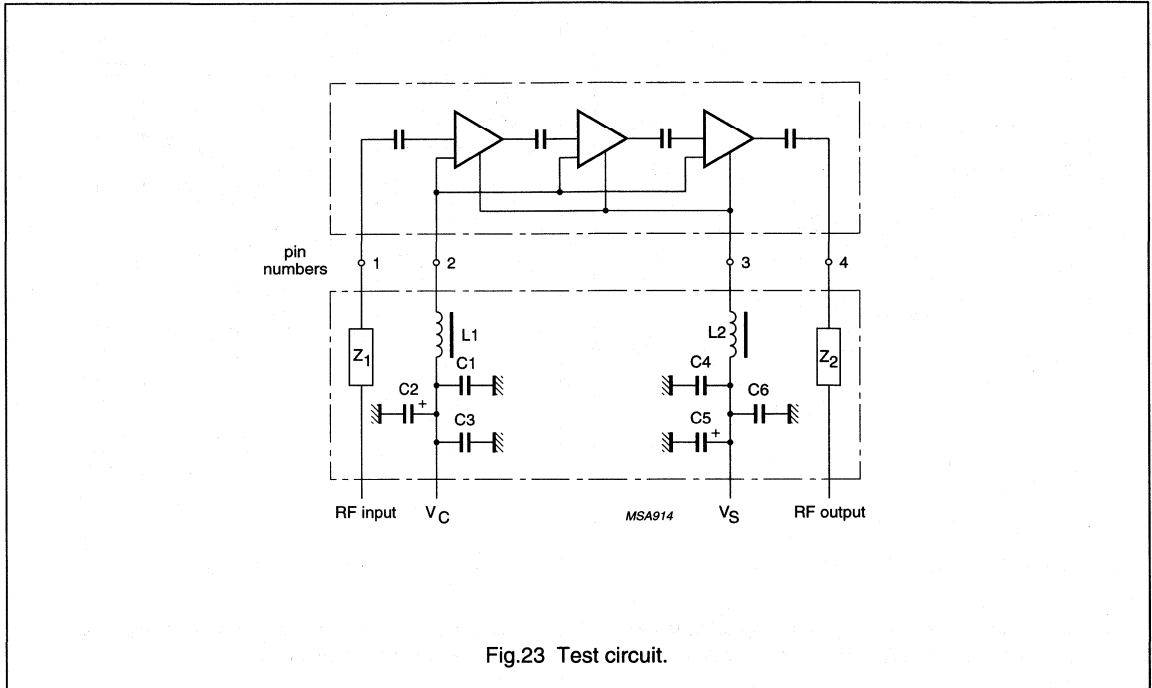 pin
numbers
1
2
3
4
Z1
L1
C1
C2
+
C3
L2
C4
C6
C5
+
Z2
RF input
VC
MSA914
VS
RF output
Fig.23 Test circuit.